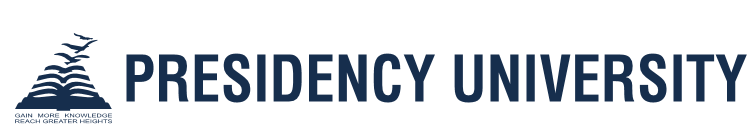 PRESIDENCY UNIVERSITY
GAIN MORE KNOWLEDGE
REACH GREATER HEIGHTS